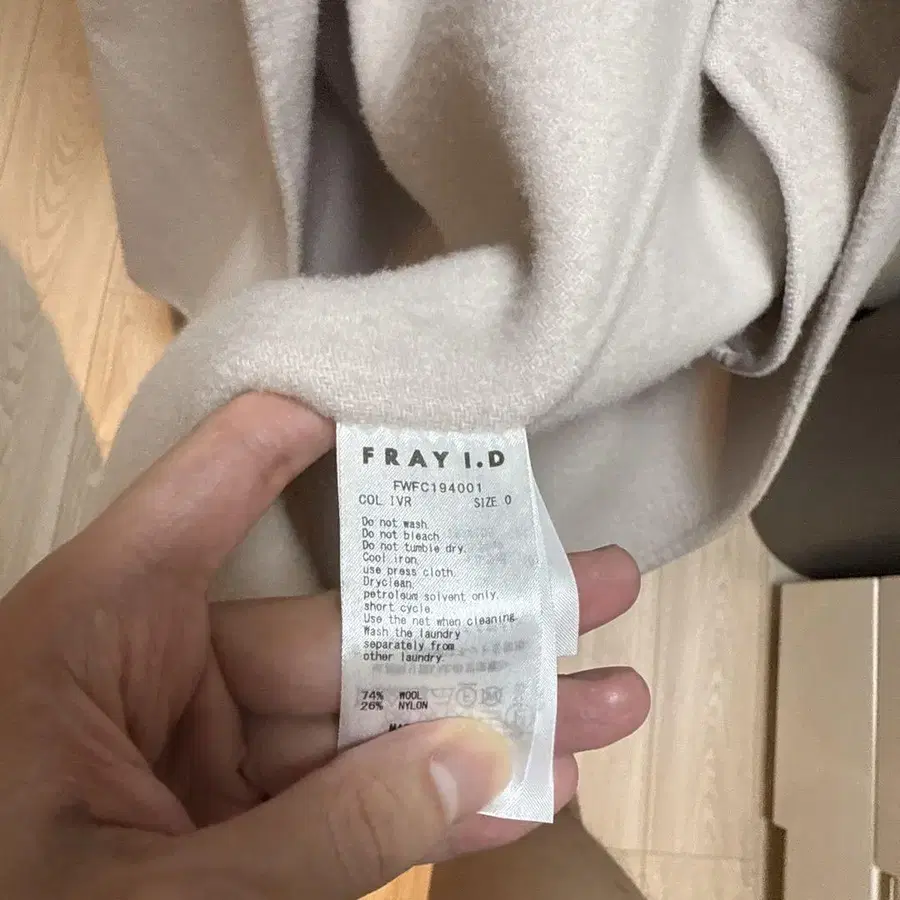 FRAY I.D
FWFC194001
COL IVR SIZE 0
Do not wash.
Do not bleach.
Do not tumble dry.
Cool iron.
use press cloth.
Dryclean.
petroleum solvent only.
short cycle.
Use the net when cleaning.
Wash the laundry
separately from
other laundry.
74% WOOL
26% NYLON